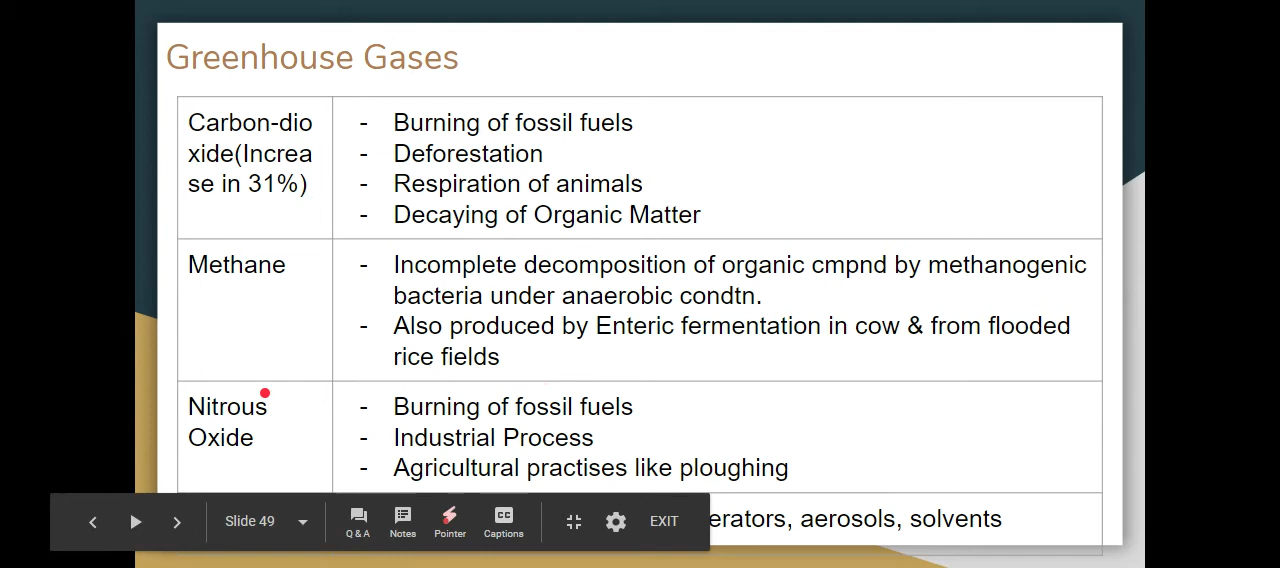 Greenhouse Gases
Carbon-dio
xide(Increa
se in 31%)
- Burning of fossil fuels
- Deforestation
- Respiration of animals
- Decaying of Organic Matter
Methane
- Incomplete decomposition of organic cmpnd by methanogenic
bacteria under anaerobic condtn.
- Also produced by Enteric fermentation in cow & from flooded
rice fields
Nitrous
Oxide
- Burning of fossil fuels
- Industrial Process
- Agricultural practises like ploughing
erators, aerosols, solvents
Slide 49
Q & A
Notes
Pointer
CC
Captions
EXIT